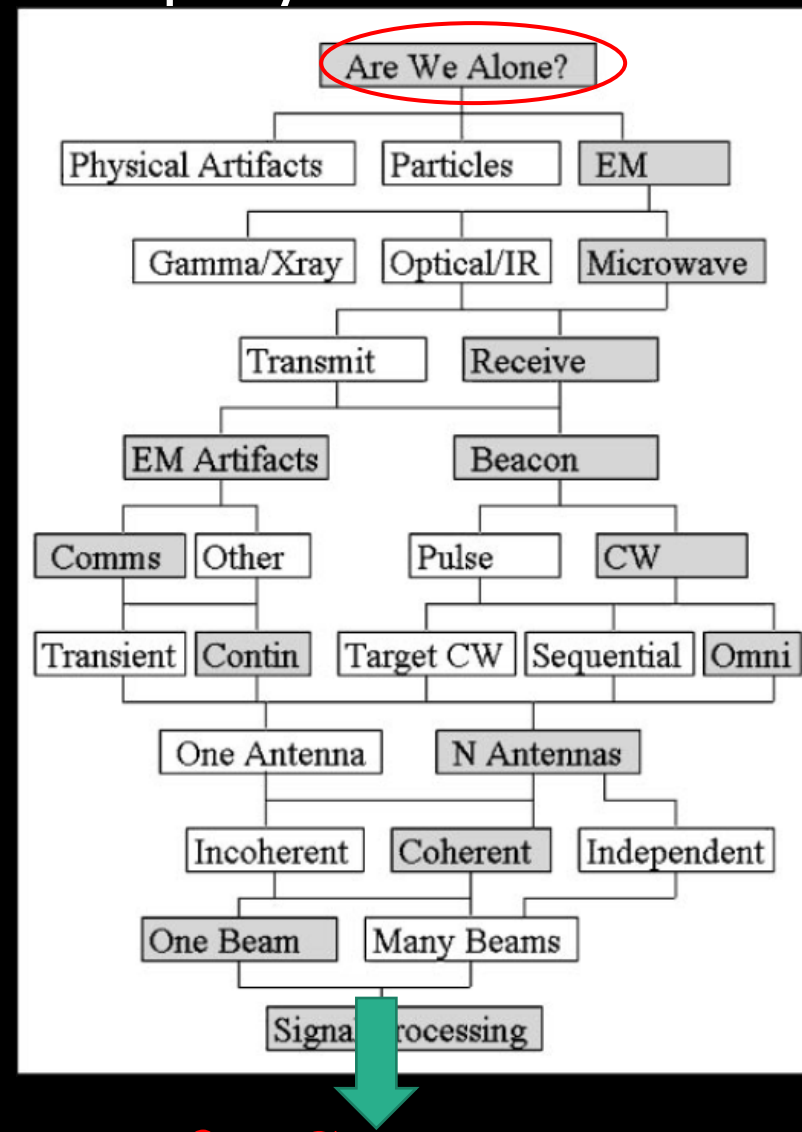 Are We Alone?
Physical Artifacts Particles EM
Gamma/Xray Optical/IR Microwave
Transmit Receive
EM Artifacts Beacon
Comms Other Pulse CW
Transient Contin Target CW Sequential Omni
One Antenna N Antennas
Incoherent Coherent Independent
One Beam Many Beams